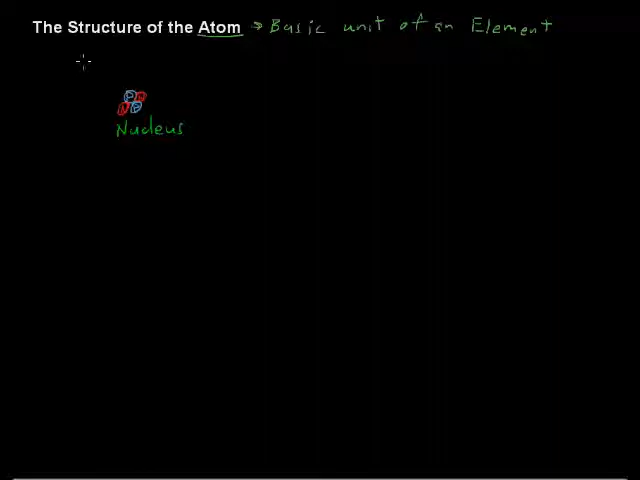 The Structure of the Atom → Basic unit of an Element
P N
N P
Nucleus